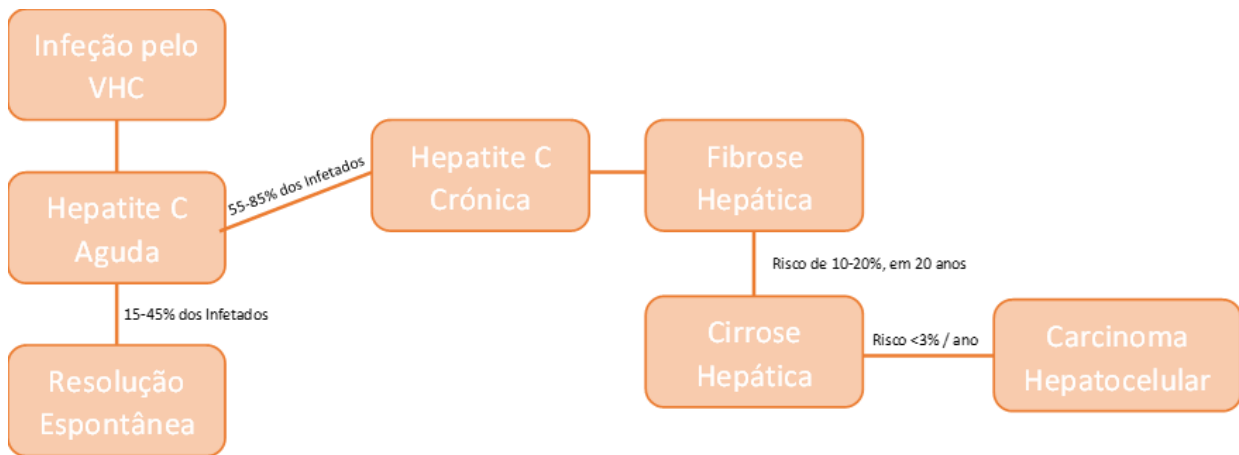 Infeção pelo
VHC
Hepatite C
Aguda
15-45% dos Infetados
Resolução
Espontânea
55-85% dos Infetados
Hepatite C
Crónica
Fibrose
Hepática
Risco de 10-20%, em 20 anos
Cirrose
Hepática
Risco <3% / ano
Carcinoma
Hepatocelular